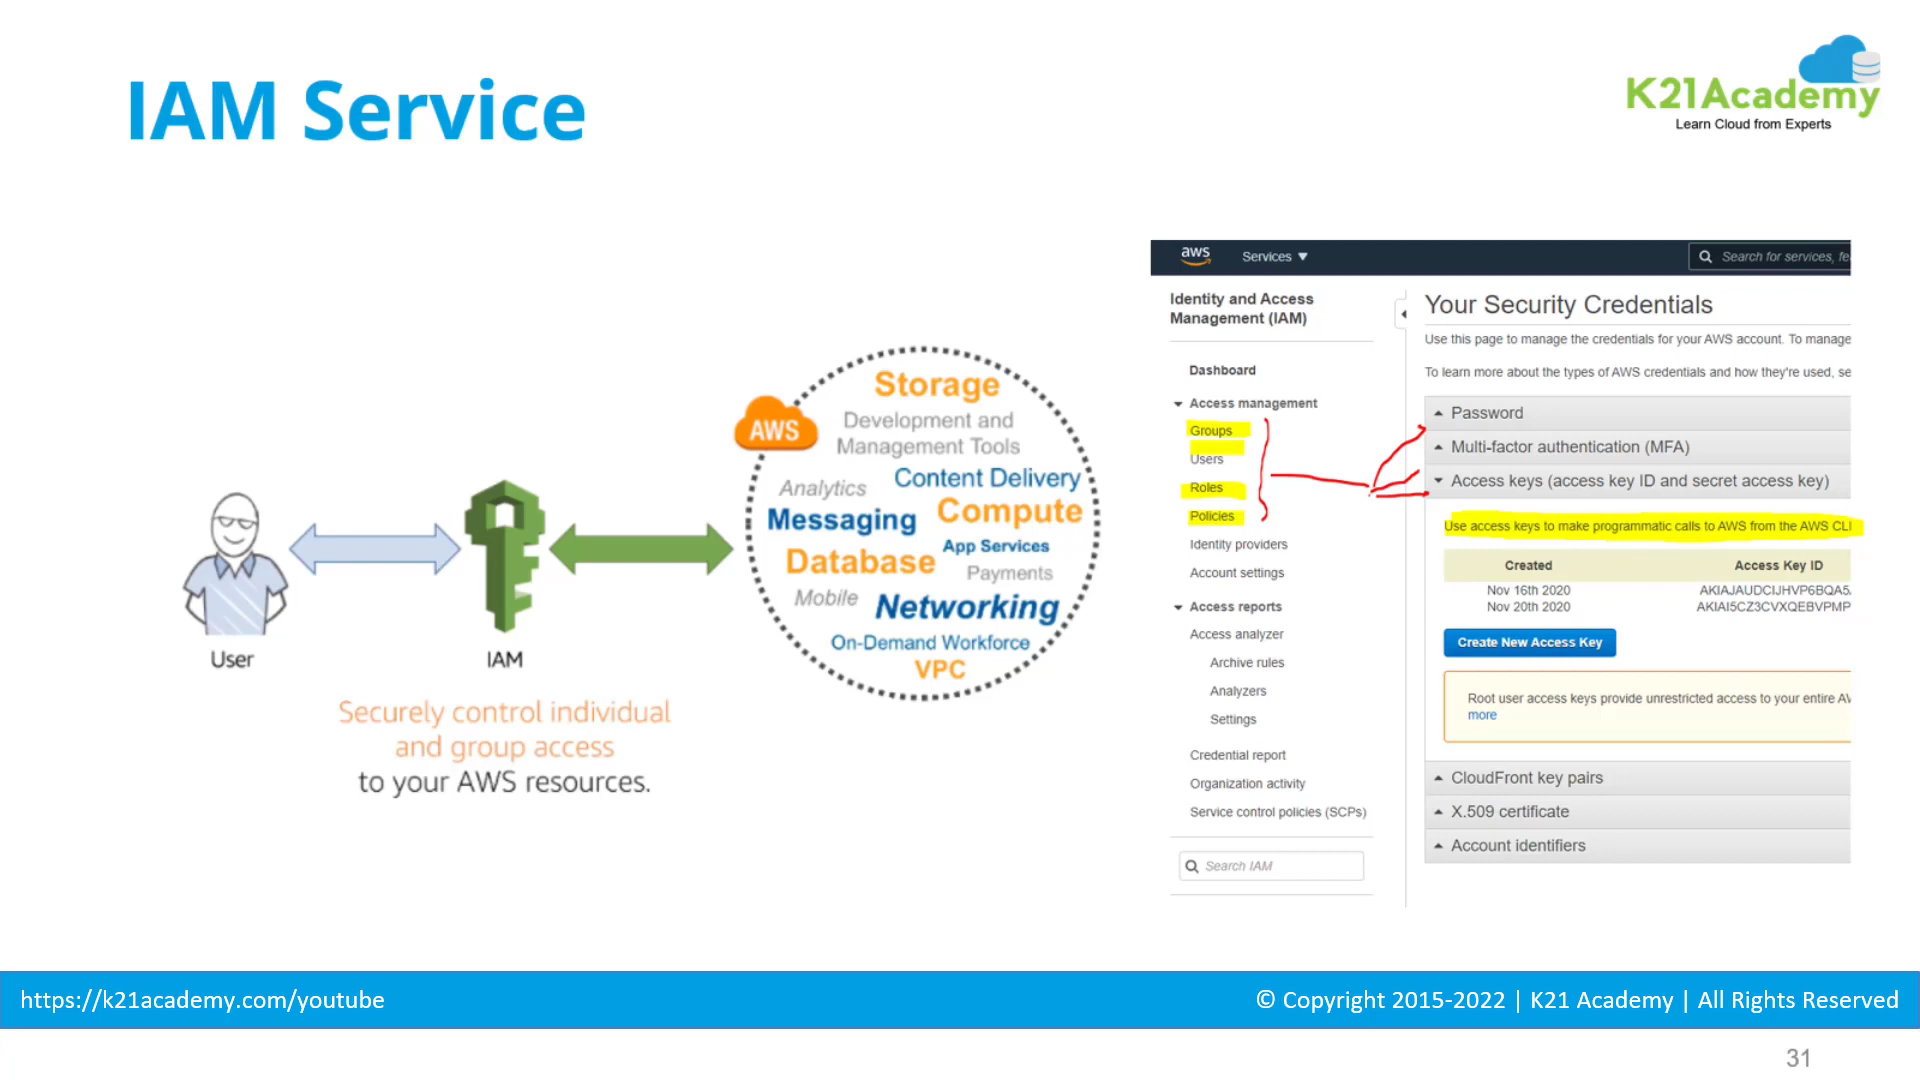 IAM Service
K21Academy
Learn Cloud from Experts
User
IAM
Securely control individual
and group access
to your AWS resources.
AWS
Storage
Development and
Management Tools
Content Delivery
Analytics
Messaging
Compute
App Services
Database
Payments
Mobile
Networking
On-Demand Workforce
VPC
aws
Services
Search for services, fe
Identity and Access
Management (IAM)
Dashboard
Access management
Groups
Users
Roles
Policies
Identity providers
Account settings
Access reports
Access analyzer
Archive rules
Analyzers
Settings
Credential report
Organization activity
Service control policies (SCPs)
Search IAM
Your Security Credentials
Use this page to manage the credentials for your AWS account. To manage
To learn more about the types of AWS credentials and how they're used, se
Password
Multi-factor authentication (MFA)
Access keys (access key ID and secret access key)
Use access keys to make programmatic calls to AWS from the AWS CLI
Created Access Key ID
Nov 16th 2020 AKIAJAUDCIJHVP6BQA5
Nov 20th 2020 AKIAI5CZ3CVXQEBVPMP
Create New Access Key
Root user access keys provide unrestricted access to your entire AW
more
CloudFront key pairs
X.509 certificate
Account identifiers
https://k21academy.com/youtube
© Copyright 2015-2022 | K21 Academy | All Rights Reserved
31